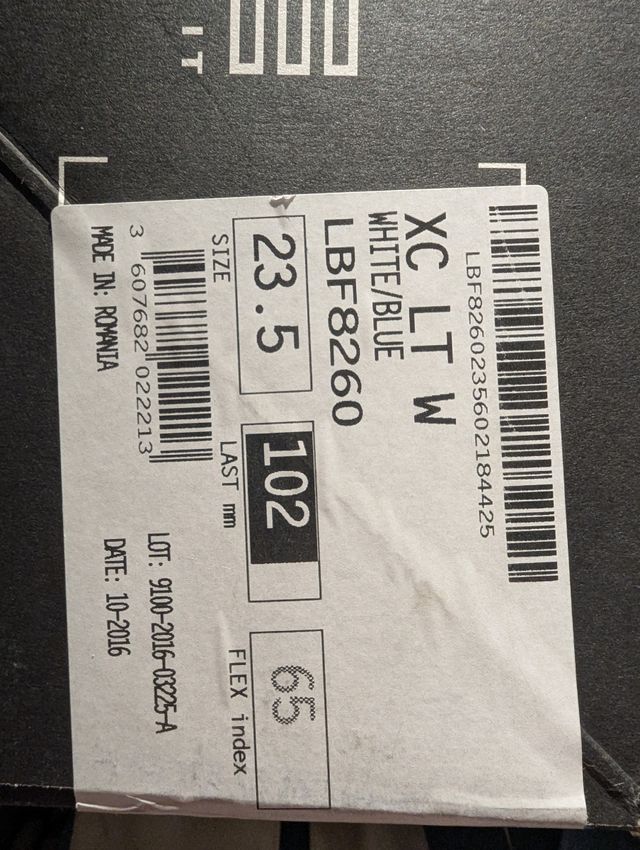 IT
LBF8260235602184425
XC LT W
WHITE/BLUE
LBF8260
23.5
102
65
SIZE
LAST mm
FLEX index
3 607682 022213
LOT: 9100-2016-03225-A
MADE IN: ROMANIA
DATE: 10-2016